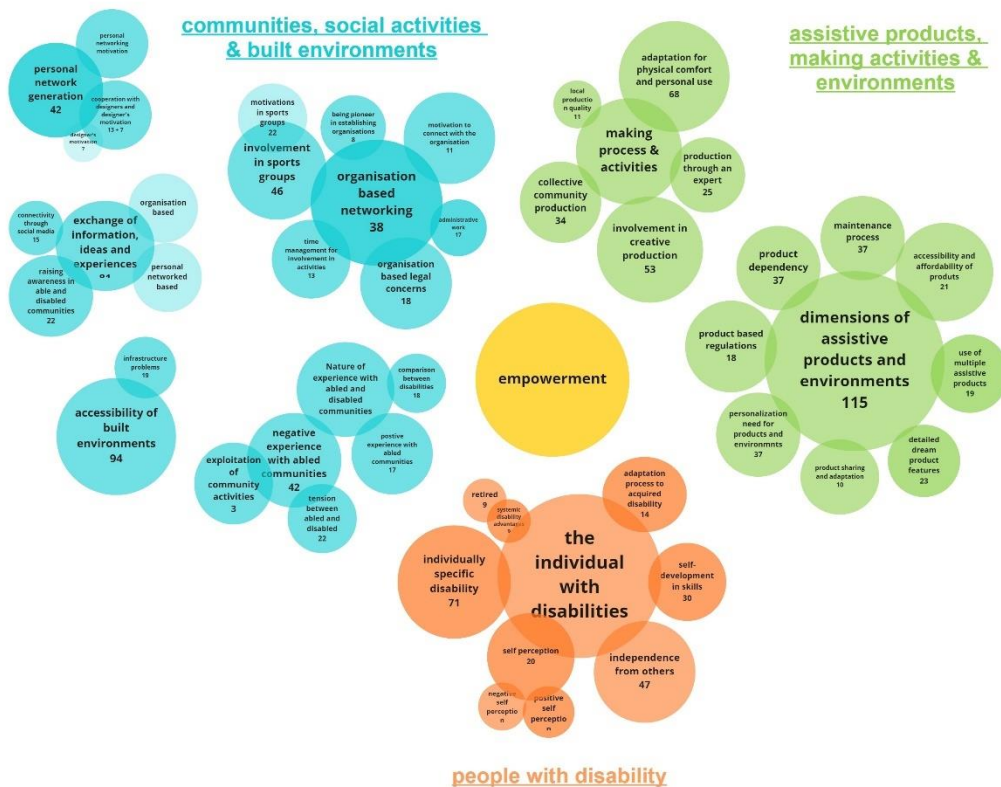 communities, social activities
& built environments
assistive products,
making activities &
environments
personal
networking
motivation
personal
network
generation
42
cooperation with
designers and
designer's
motivation
13 + 7
designer's
motivation
7
motivations
in sports
groups
22
involvement
in sports
groups
46
being pioneer
in establishing
organisations
8
motivation to
connect with the
organisation
11
organisation
based
networking
38
administrative
work
17
time
management for
involvement in
activities
13
organisation
based legal
concerns
18
connectivity
through
social media
15
exchange of
information,
ideas and
experiences
organisation
based
personal
networked
based
raising
awareness in
able and
disabled
communities
22
infrastructure
problems
19
accessibility of
built
environments
94
Nature of
experience with
abled and
disabled
communities
comparison
between
disabilities
18
negative
experience
with abled
communities
42
postive
experience with
abled
communities
17
exploitation
of
community
activities
3
tension
between
abled and
disabled
22
empowerment
adaptation for
physical comfort
and personal use
68
local
productio
n quality
11
making
process &
activities
production
through an
expert
25
collective
community
production
34
involvement in
creative
production
53
maintenance
process
37
product
dependency
37
accessibility and
affordability of
produts
21
product based
regulations
18
dimensions of
assistive
products and
environments
115
use of
multiple
assistive
products
19
personalization
need for
products and
environmnts
37
product sharing
and adaptation
10
detailed
dream
product
features
23
retired
9
systemic
disability
advantages
adaptation
process to
acquired
disability
14
individually
specific
disability
71
the
individual
with
disabilities
self-
development
in skills
30
self perception
20
independence
from others
47
negative
self
perceptio
n
positive
self
perceptio
n
people with disability